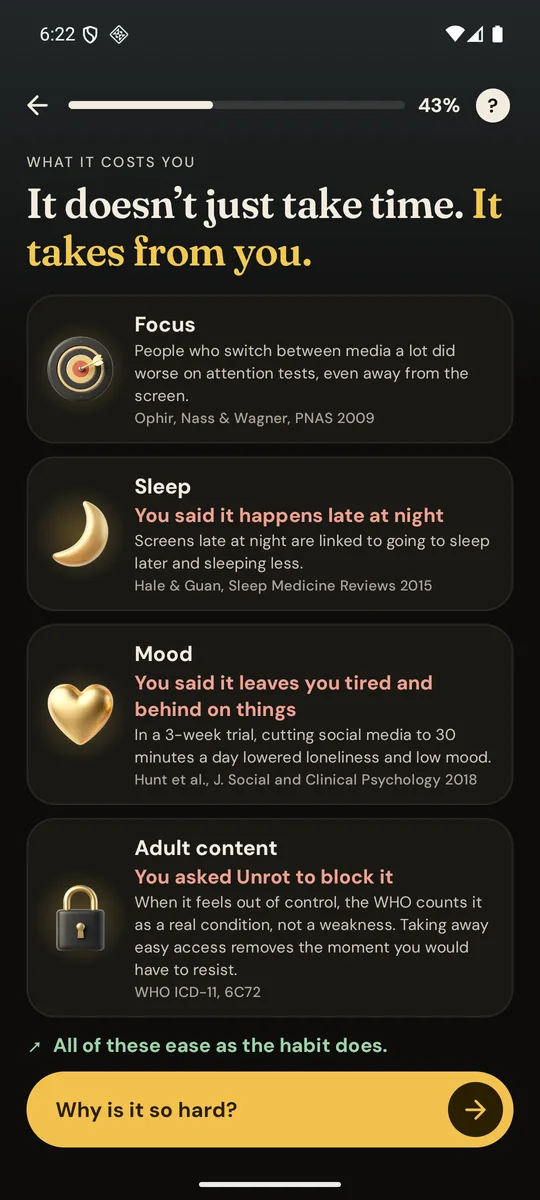 6:22
43%
?
WHAT IT COSTS YOU
It doesn’t just take time. It
takes from you.
Focus
People who switch between media a lot did
worse on attention tests, even away from the
screen.
Ophir, Nass & Wagner, PNAS 2009
Sleep
You said it happens late at night
Screens late at night are linked to going to sleep
later and sleeping less.
Hale & Guan, Sleep Medicine Reviews 2015
Mood
You said it leaves you tired and
behind on things
In a 3-week trial, cutting social media to 30
minutes a day lowered loneliness and low mood.
Hunt et al., J. Social and Clinical Psychology 2018
Adult content
You asked Unrot to block it
When it feels out of control, the WHO counts it
as a real condition, not a weakness. Taking away
easy access removes the moment you would
have to resist.
WHO ICD-11, 6C72
↗ All of these ease as the habit does.
Why is it so hard?